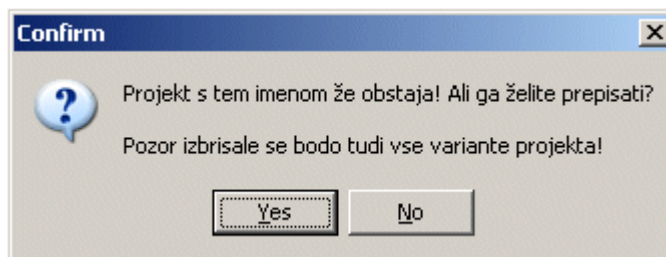 Confirm
Projekt s tem imenom že obstaja! Ali ga želite prepisati?
Pozor izbrisale se bodo tudi vse variante projekta!
Yes
No